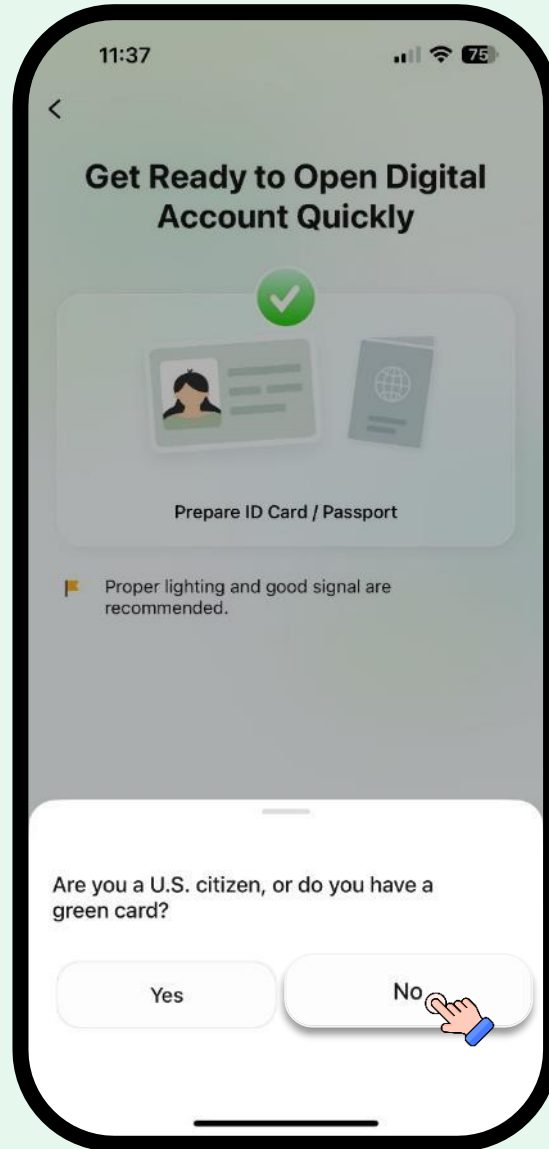 11:37
75
Get Ready to Open Digital
Account Quickly
Prepare ID Card / Passport
Proper lighting and good signal are
recommended.
Are you a U.S. citizen, or do you have a
green card?
Yes
No